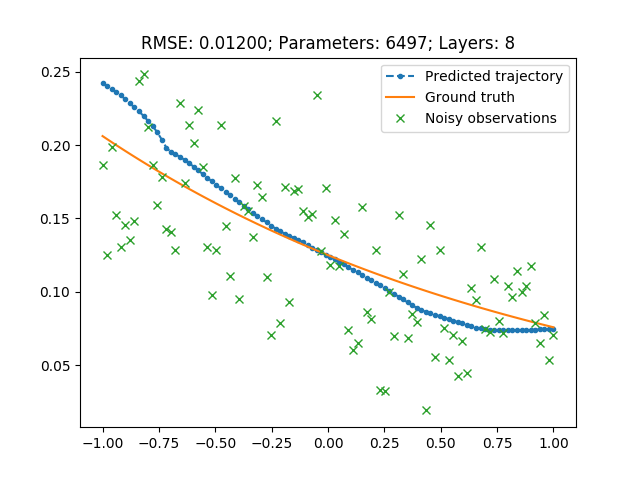 RMSE: 0.01200; Parameters: 6497; Layers: 8
Predicted trajectory
Ground truth
Noisy observations
0.25
0.20
0.15
0.10
0.05
−1.00 −0.75 −0.50 −0.25 0.00 0.25 0.50 0.75 1.00